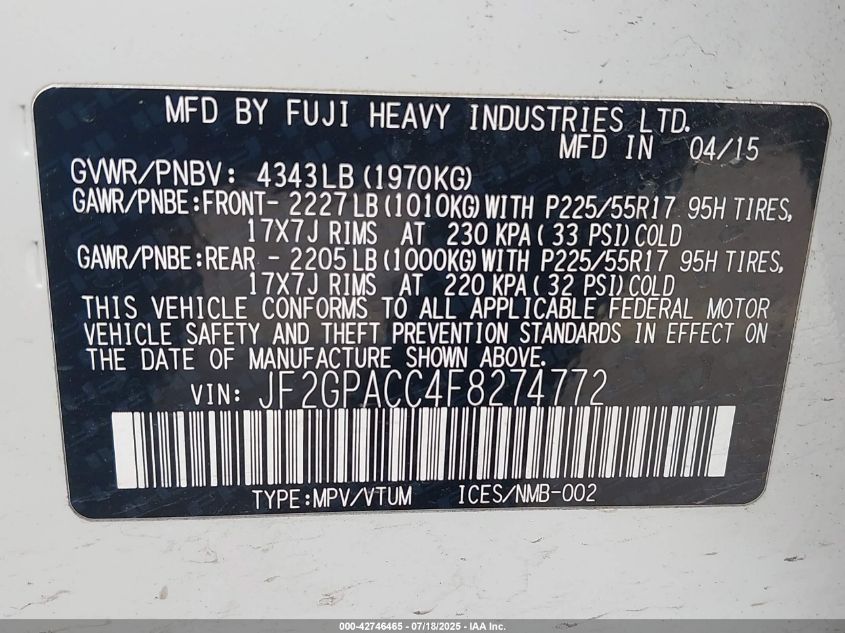 MFD BY FUJI HEAVY INDUSTRIES LTD.
MFD IN 04/15
GVWR/PNBV: 4343LB (1970KG)
GAWR/PNBE:FRONT- 2227LB (1010KG) WITH P225/55R17 95H TIRES,
17X7J RIMS AT 230 KPA ( 33 PSI) COLD
GAWR/PNBE:REAR - 2205LB (1000KG) WITH P225/55R17 95H TIRES,
17X7J RIMS AT 220 KPA ( 32 PSI) COLD
THIS VEHICLE CONFORMS TO ALL APPLICABLE FEDERAL MOTOR
VEHICLE SAFETY AND THEFT PREVENTION STANDARDS IN EFFECT ON
THE DATE OF MANUFACTURE SHOWN ABOVE.
VIN: JF2GPACC4F8274772
TYPE:MPV/VTUM ICES/NMB-002
000-42746465 - 07/18/2025 - IAA Inc.